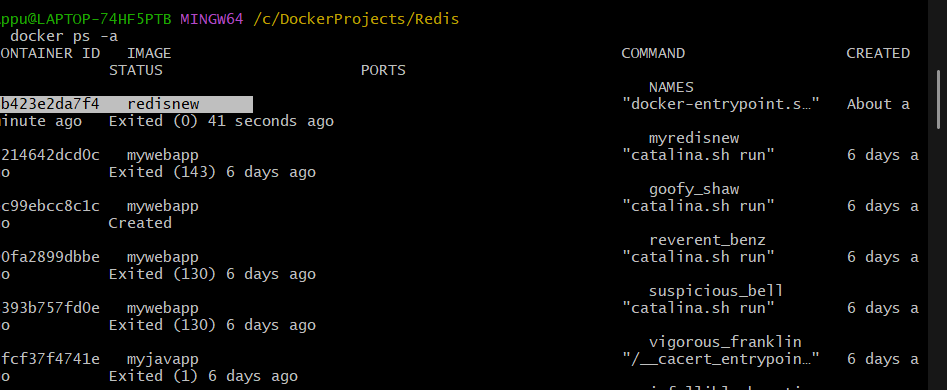 Appu@LAPTOP-74HF5PTB MINGW64 /c/DockerProjects/Redis
docker ps -a
ONTAINER ID IMAGE COMMAND CREATED
STATUS PORTS
NAMES
b423e2da7f4 redisnew "docker-entrypoint.s…" About a
minute ago Exited (0) 41 seconds ago
myredisnew
214642dcd0c mywebapp "catalina.sh run" 6 days a
o Exited (143) 6 days ago
goofy_shaw
c99ebcc8c1c mywebapp "catalina.sh run" 6 days a
o Created
reverent_benz
0fa2899dbbe mywebapp "catalina.sh run" 6 days a
o Exited (130) 6 days ago
suspicious_bell
393b757fd0e mywebapp "catalina.sh run" 6 days a
o Exited (130) 6 days ago
vigorous_franklin
fcf37f4741e myjavapp "/__cacert_entrypoin…" 6 days a
o Exited (1) 6 days ago